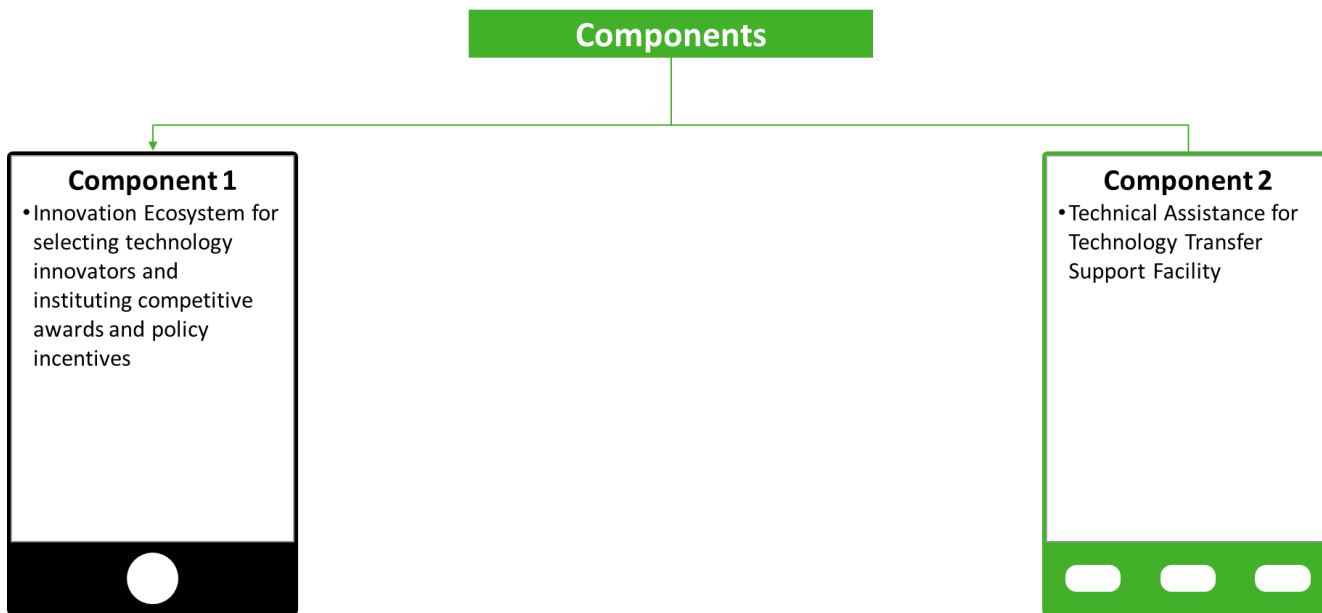 Components
Component 1
•Innovation Ecosystem for
selecting technology
innovators and
instituting competitive
awards and policy
incentives
Component 2
•Technical Assistance for
Technology Transfer
Support Facility